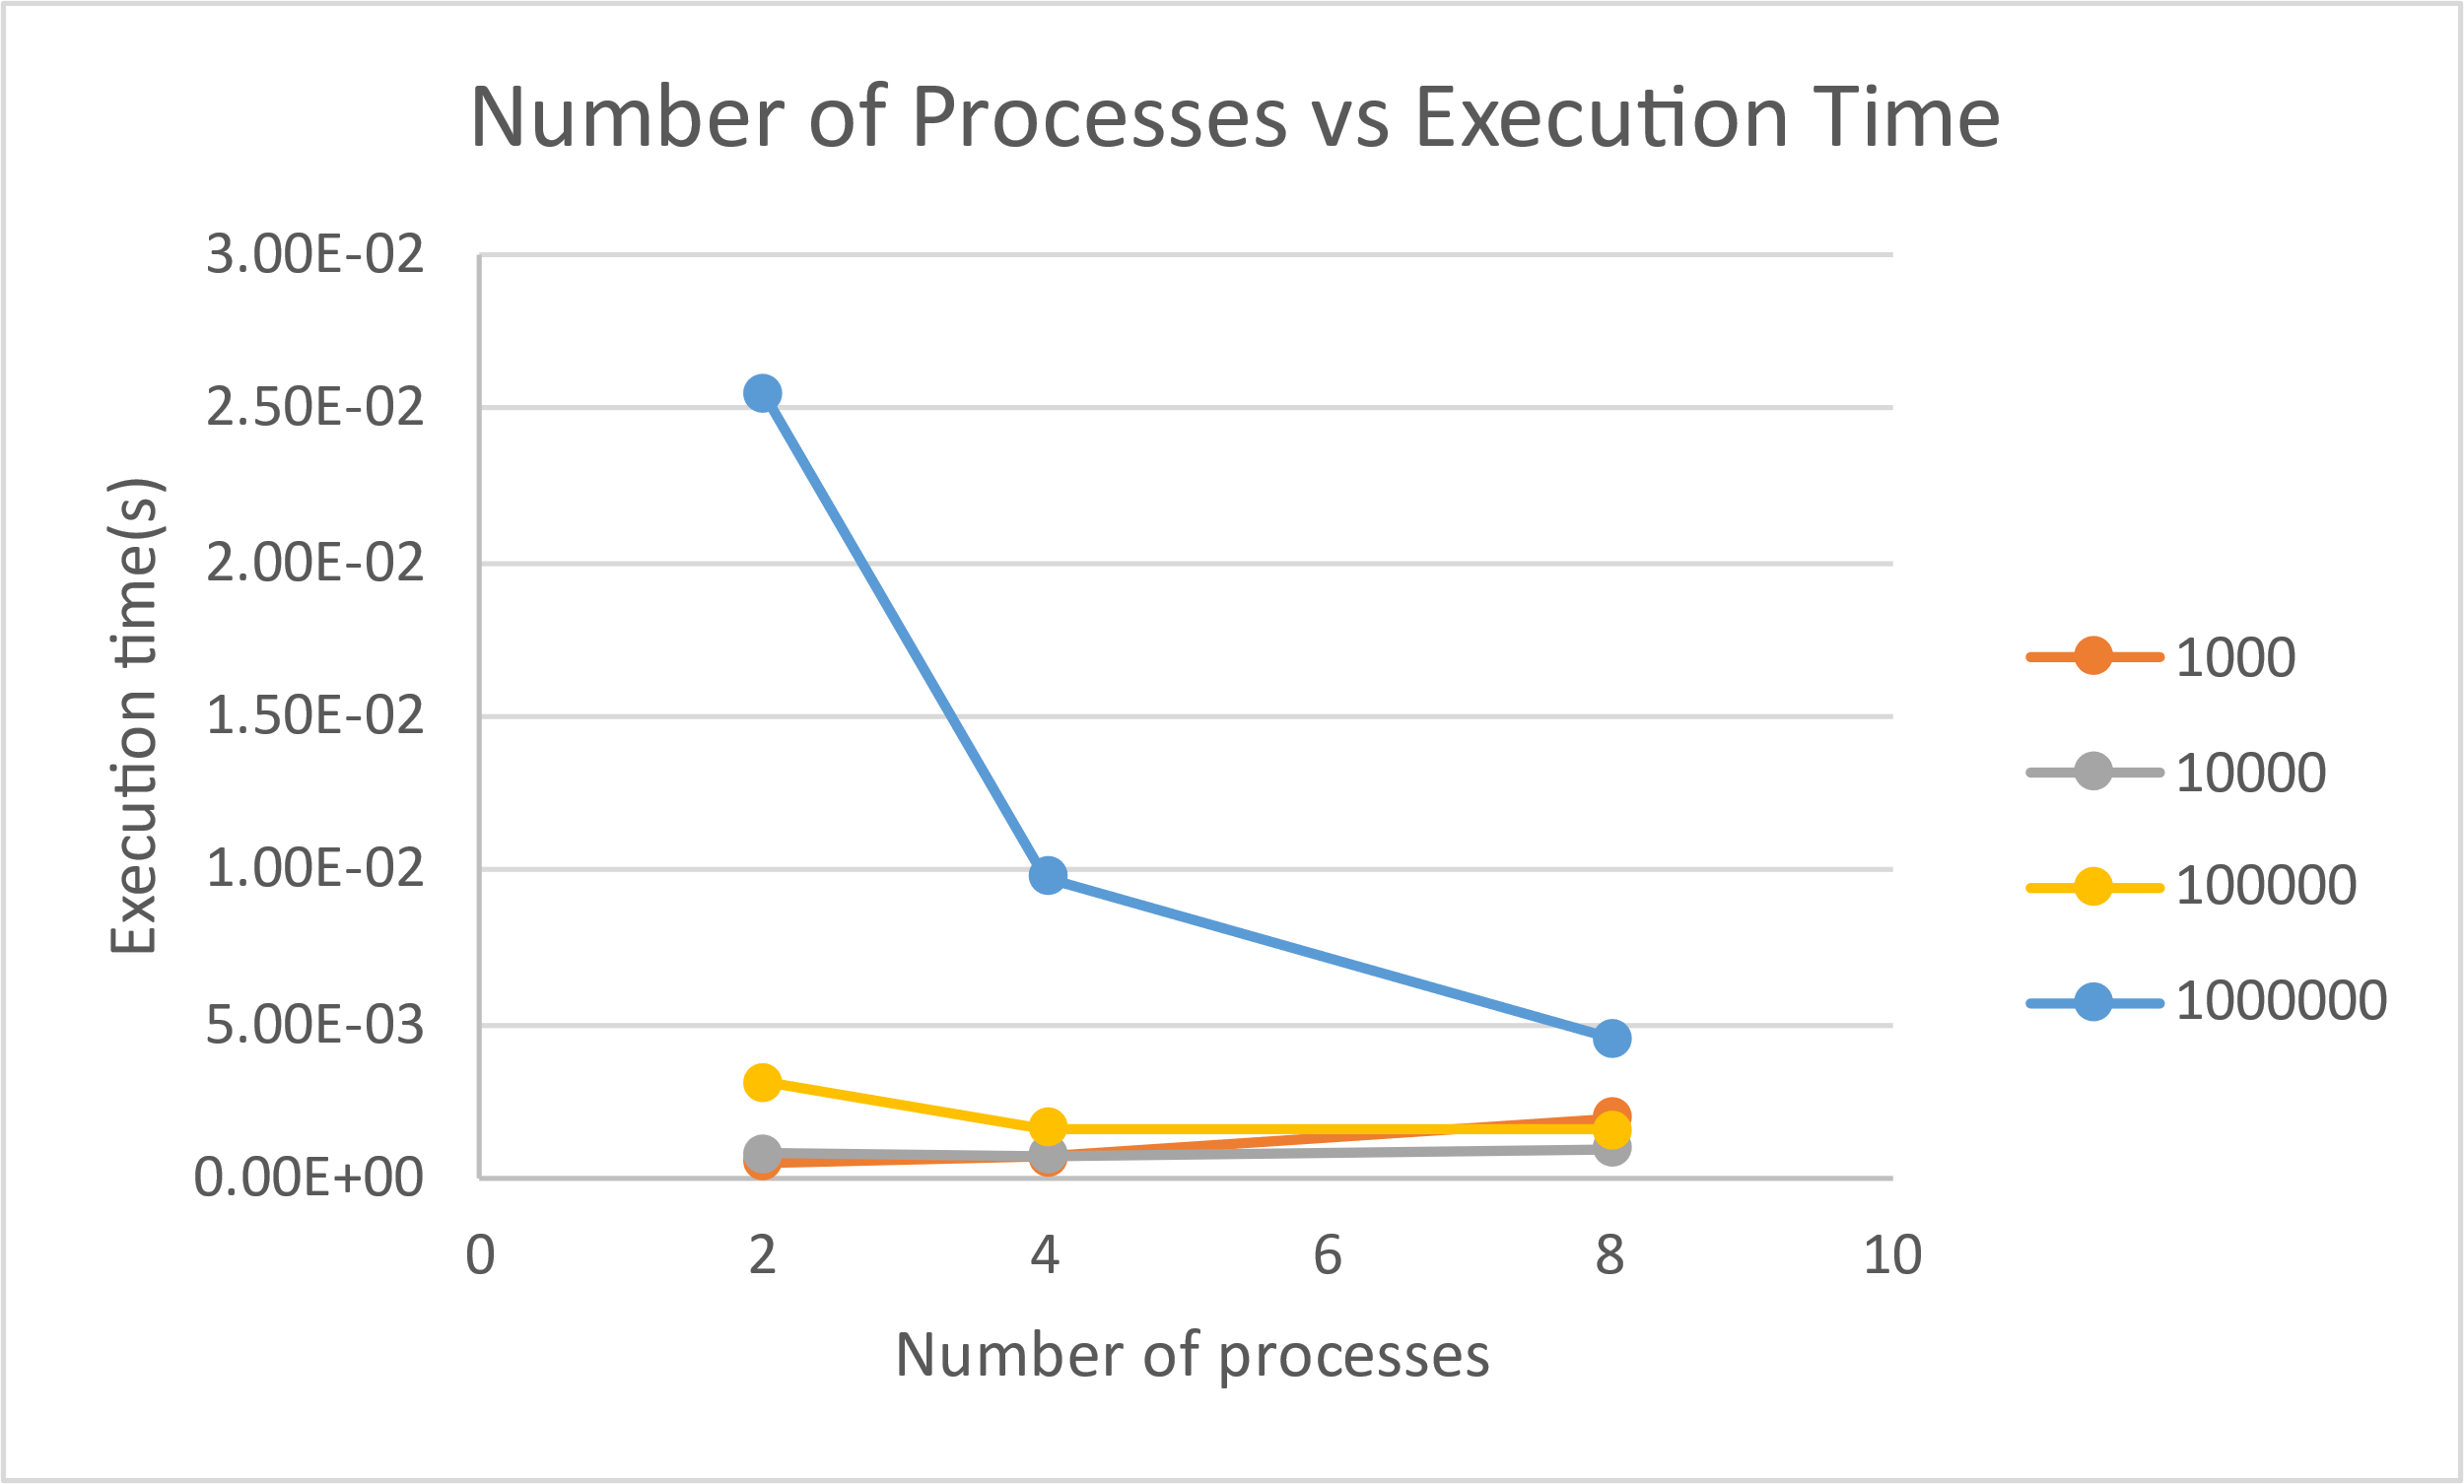 Number of Processes vs Execution Time
3.00E-02
2.50E-02
2.00E-02
1.50E-02
1.00E-02
5.00E-03
0.00E+00
Execution time(s)
0 2 4 6 8 10
Number of processes
1000
10000
100000
1000000